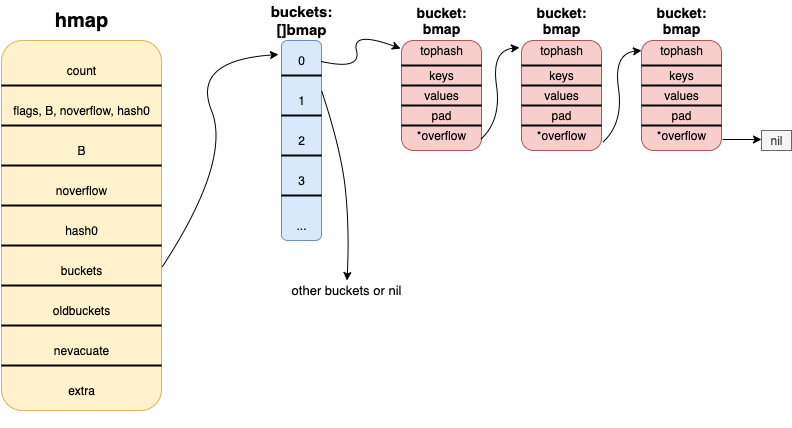 hmap
count
flags, B, noverflow, hash0
B
noverflow
hash0
buckets
oldbuckets
nevacuate
extra
buckets:
[]bmap
0
1
2
3
...
other buckets or nil
bucket:
bmap
tophash
keys
values
pad
*overflow
bucket:
bmap
tophash
keys
values
pad
*overflow
bucket:
bmap
tophash
keys
values
pad
*overflow
nil